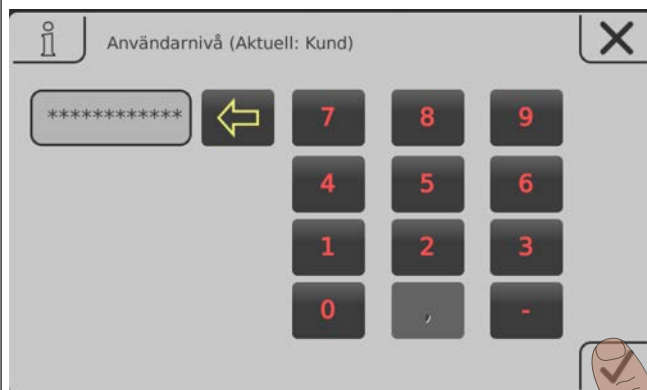 Användarnivå (Aktuell: Kund)
************
7 8 9
4 5 6
1 2 3
0 , -